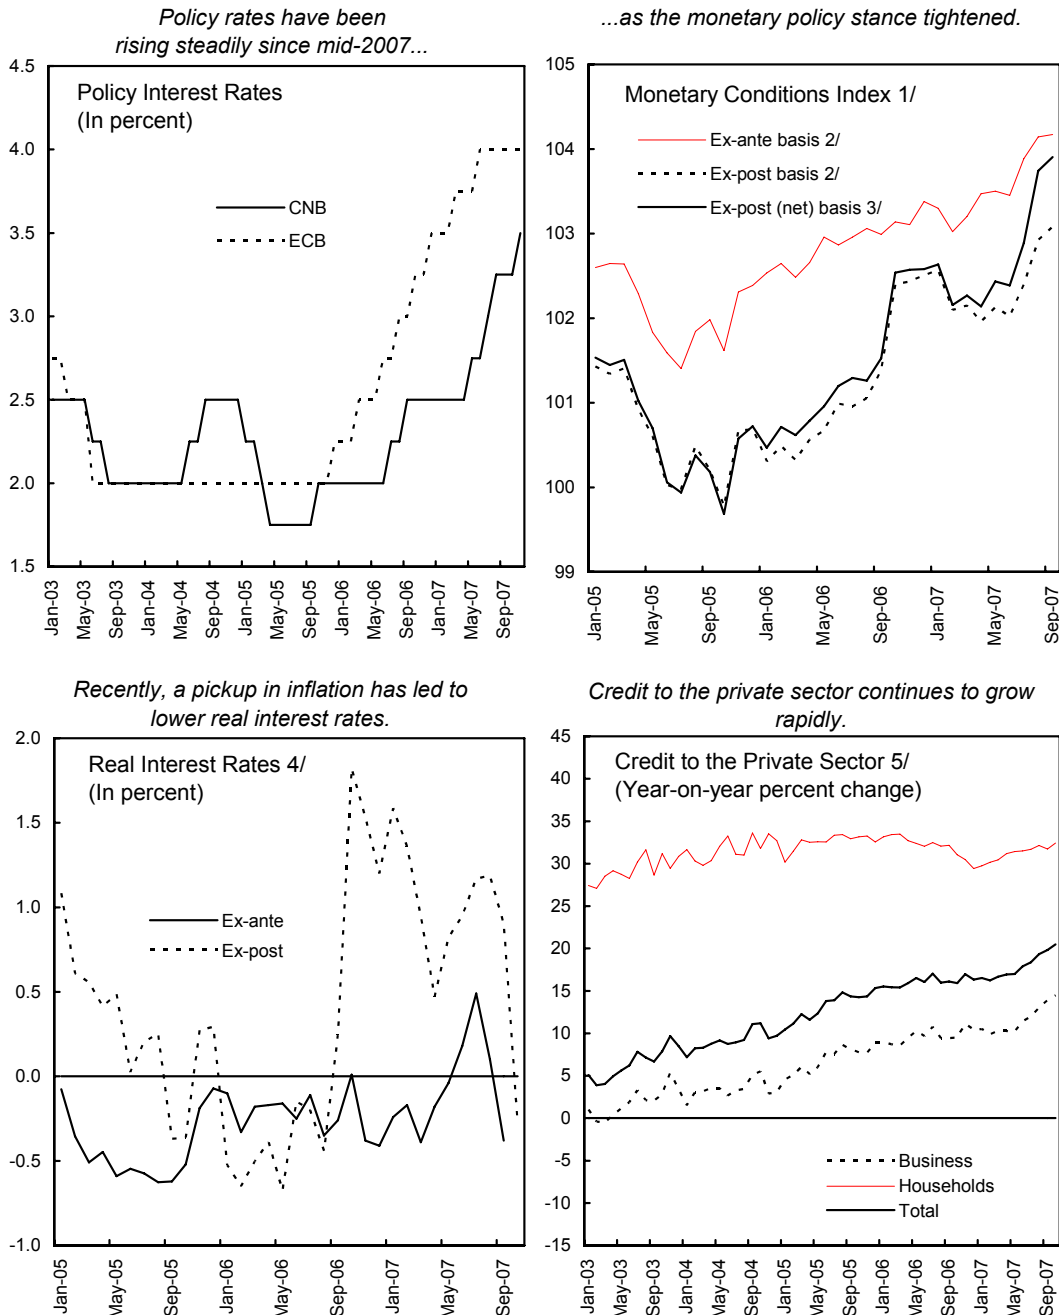 Policy rates have been
rising steadily since mid-2007...
4.5
4.0
3.5
3.0
2.5
2.0
1.5
Policy Interest Rates
(In percent)
CNB
ECB
Jan-03
May-03
Sep-03
Jan-04
May-04
Sep-04
Jan-05
May-05
Sep-05
Jan-06
May-06
Sep-06
Jan-07
May-07
Sep-07
...as the monetary policy stance tightened.
105
104
103
102
101
100
99
Monetary Conditions Index 1/
Ex-ante basis 2/
Ex-post basis 2/
Ex-post (net) basis 3/
Jan-05
May-05
Sep-05
Jan-06
May-06
Sep-06
Jan-07
May-07
Sep-07
Recently, a pickup in inflation has led to
lower real interest rates.
2.0
1.5
1.0
0.5
0.0
-0.5
-1.0
Real Interest Rates 4/
(In percent)
Ex-ante
Ex-post
Jan-05
May-05
Sep-05
Jan-06
May-06
Sep-06
Jan-07
May-07
Sep-07
Credit to the private sector continues to grow
rapidly.
45
40
35
30
25
20
15
10
5
0
-5
-10
-15
Credit to the Private Sector 5/
(Year-on-year percent change)
Business
Households
Total
Jan-03
May-03
Sep-03
Jan-04
May-04
Sep-04
Jan-05
May-05
Sep-05
Jan-06
May-06
Sep-06
Jan-07
May-07
Sep-07